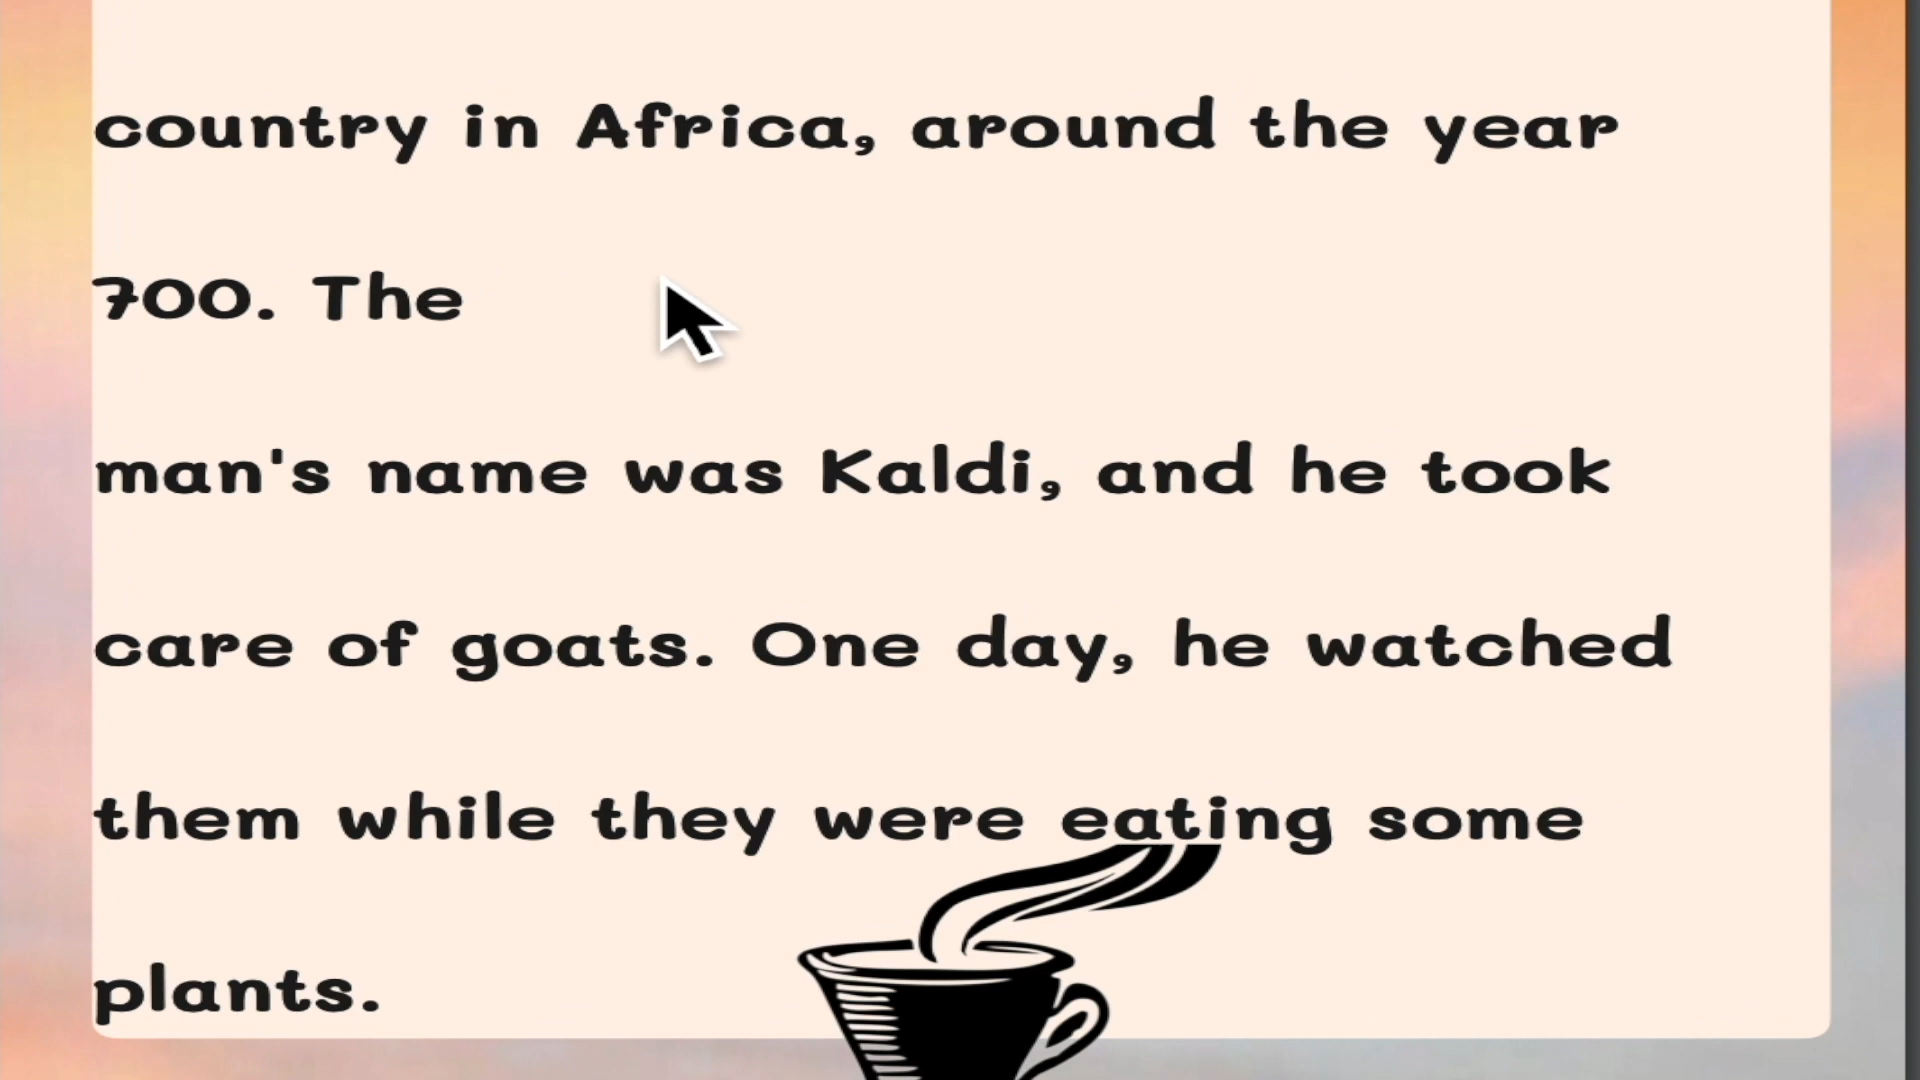 country in Africa, around the year
700. The
man's name was Kaldi, and he took
care of goats. One day, he watched
them while they were eating some
plants.